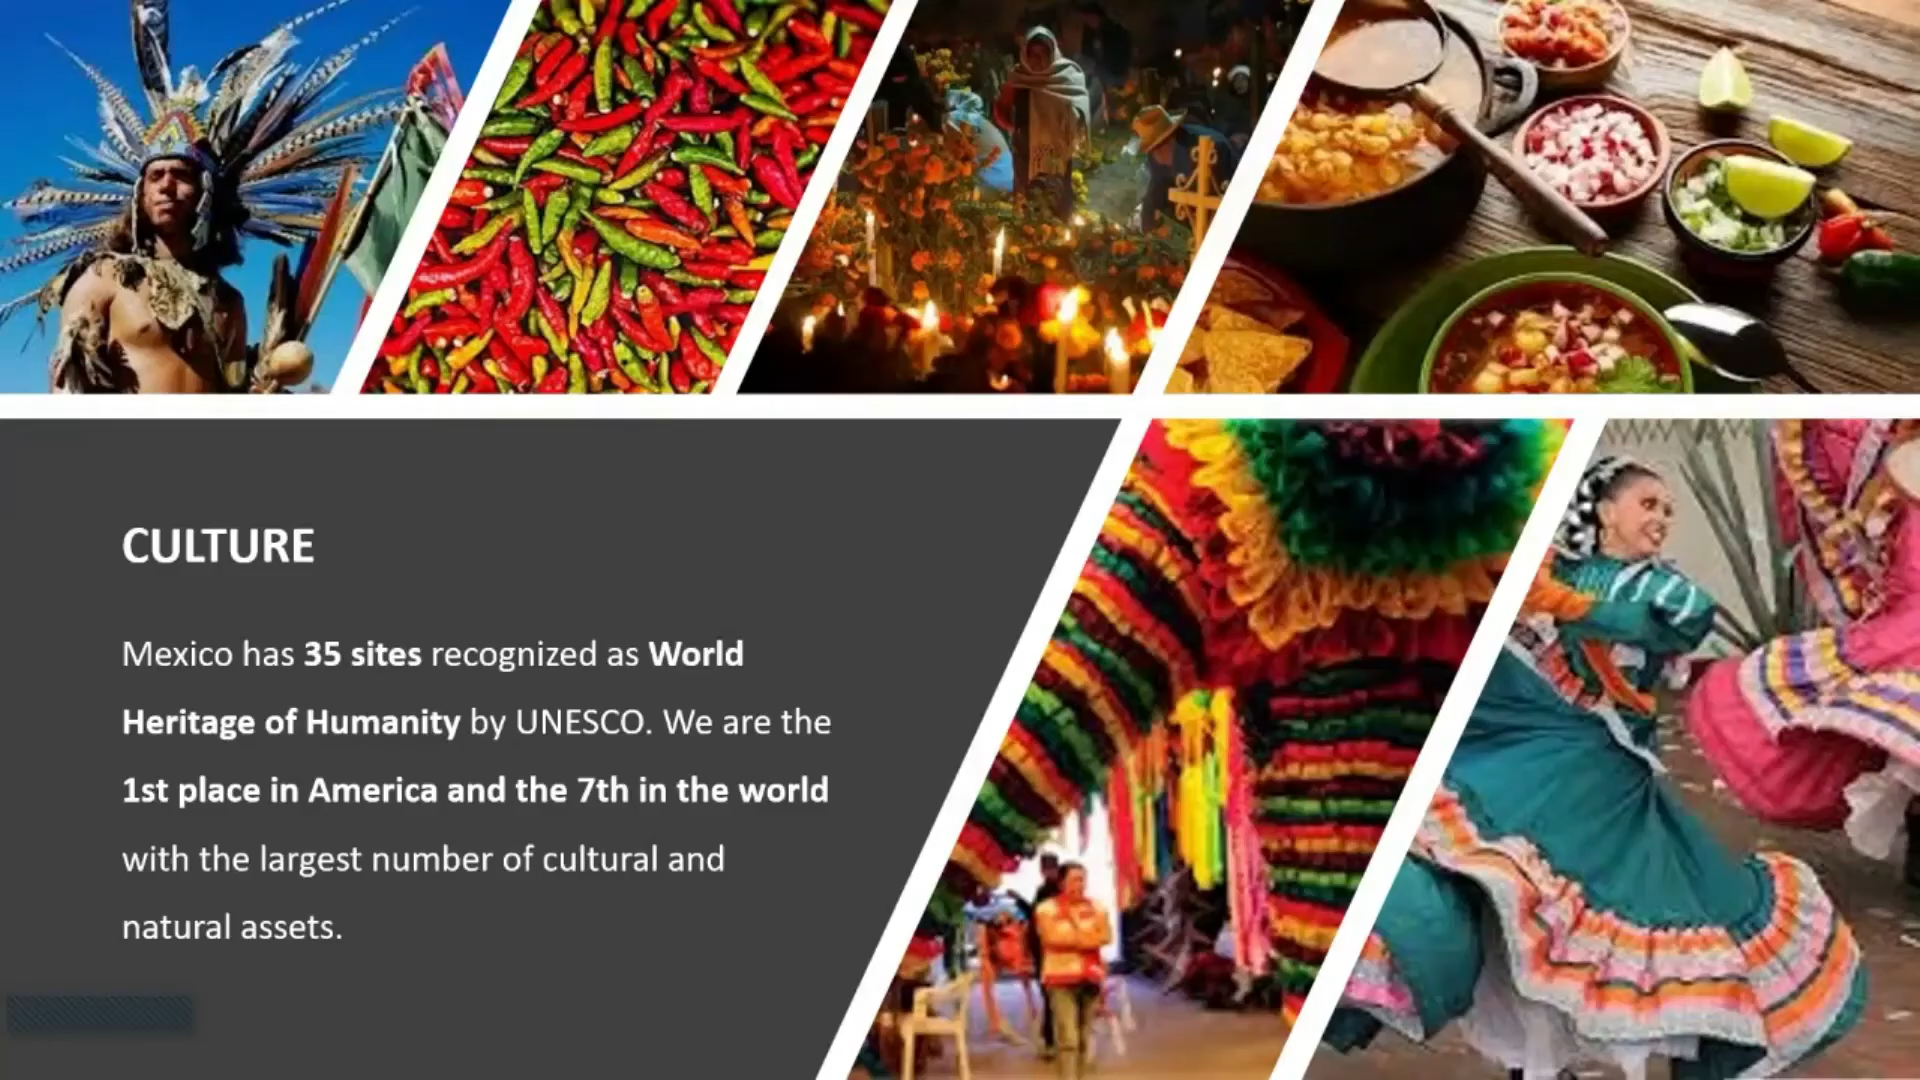 CULTURE
Mexico has 35 sites recognized as World
Heritage of Humanity by UNESCO. We are the
1st place in America and the 7th in the world
with the largest number of cultural and
natural assets.